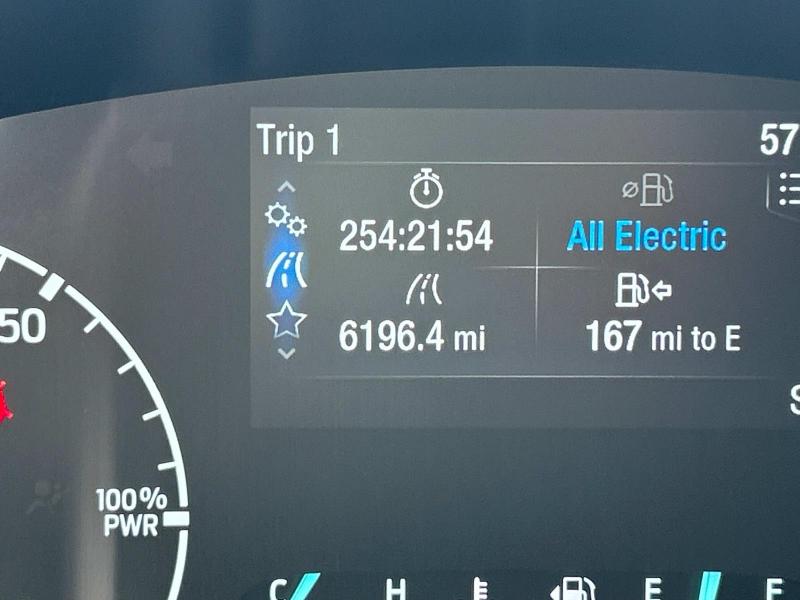 Trip 1
57
254:21:54
All Electric
6196.4 mi
167 mi to E
50
S
100%
PWR
C H E F